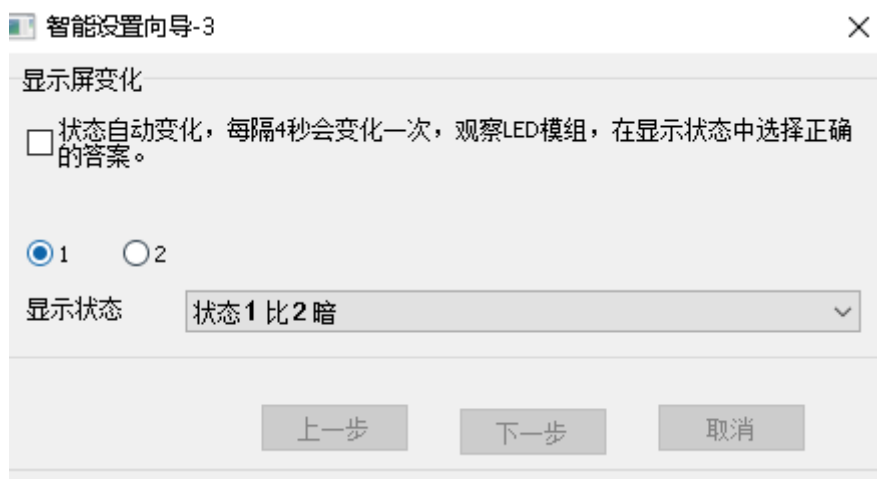 智能设置向导-3
显示屏变化
状态自动变化，每隔4秒会变化一次，观察LED模组，在显示状态中选择正确
的答案。
1 2
显示状态 状态1 比2 暗
上一步 下一步 取消